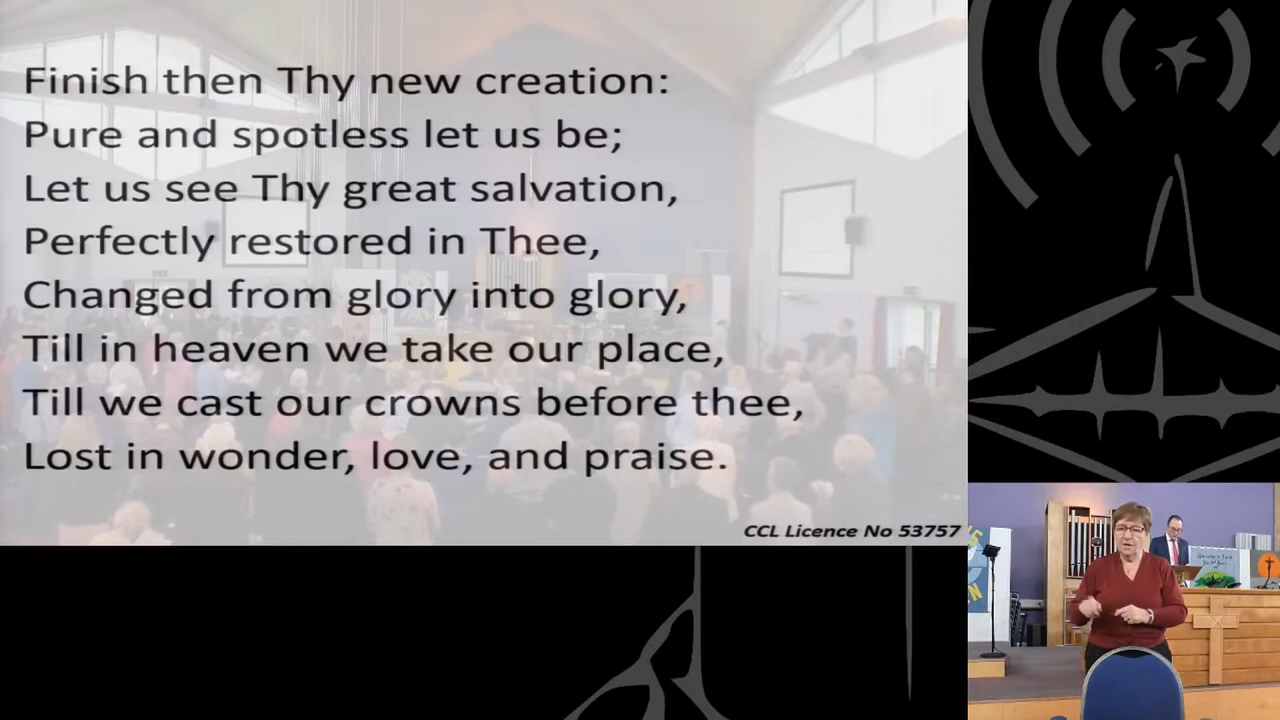 Finish then Thy new creation:
Pure and spotless let us be;
Let us see Thy great salvation,
Perfectly restored in Thee,
Changed from glory into glory,
Till in heaven we take our place,
Till we cast our crowns before thee,
Lost in wonder, love, and praise.
CCL Licence No 53757